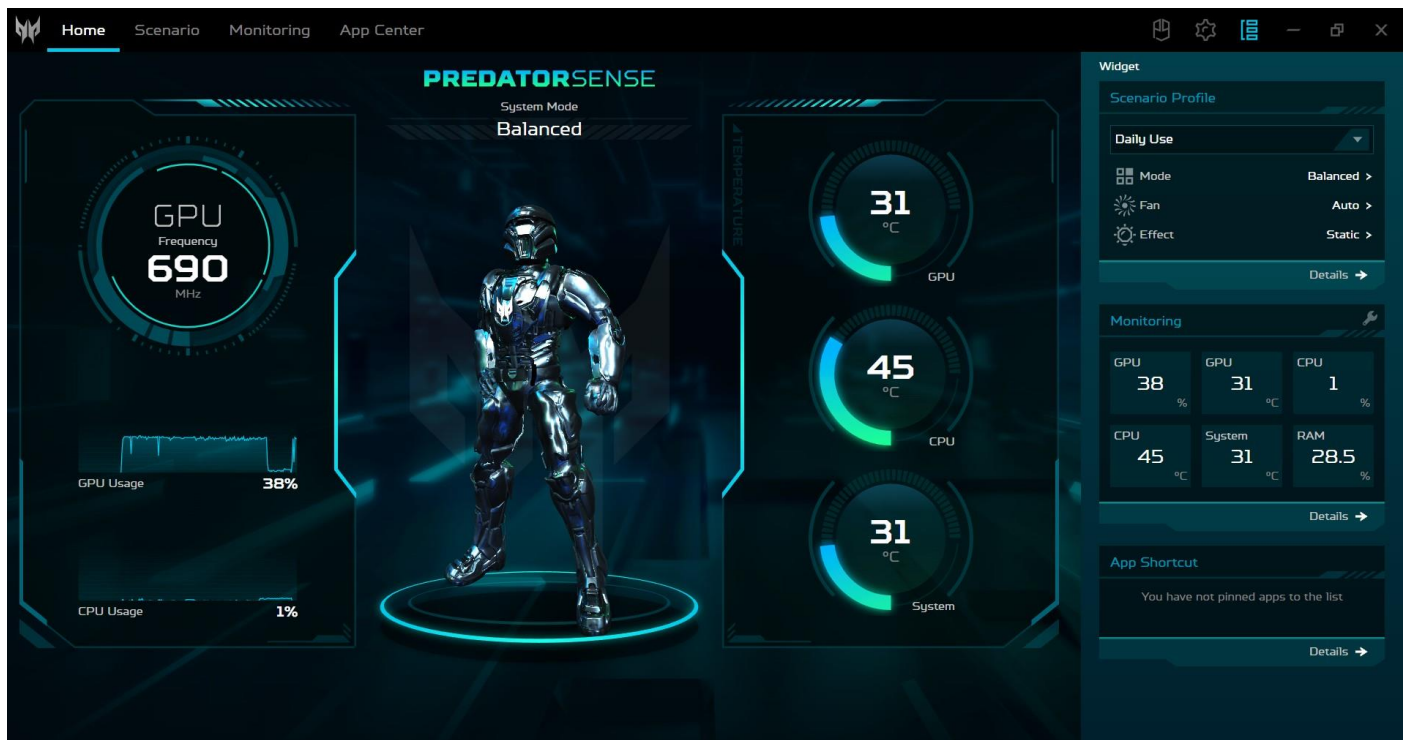 Home Scenario Monitoring App Center
PREDATORSENSE
System Mode
Balanced
GPU
Frequency
690
MHz
GPU Usage 38%
CPU Usage 1%
TEMPERATURE
31
°C
GPU
45
°C
CPU
31
°C
System
Widget
Scenario Profile
Daily Use
Mode Balanced >
Fan Auto >
Effect Static >
Details →
Monitoring
GPU GPU CPU
38 31 1
% °C %
CPU System RAM
45 31 28.5
°C °C %
Details →
App Shortcut
You have not pinned apps to the list
Details →